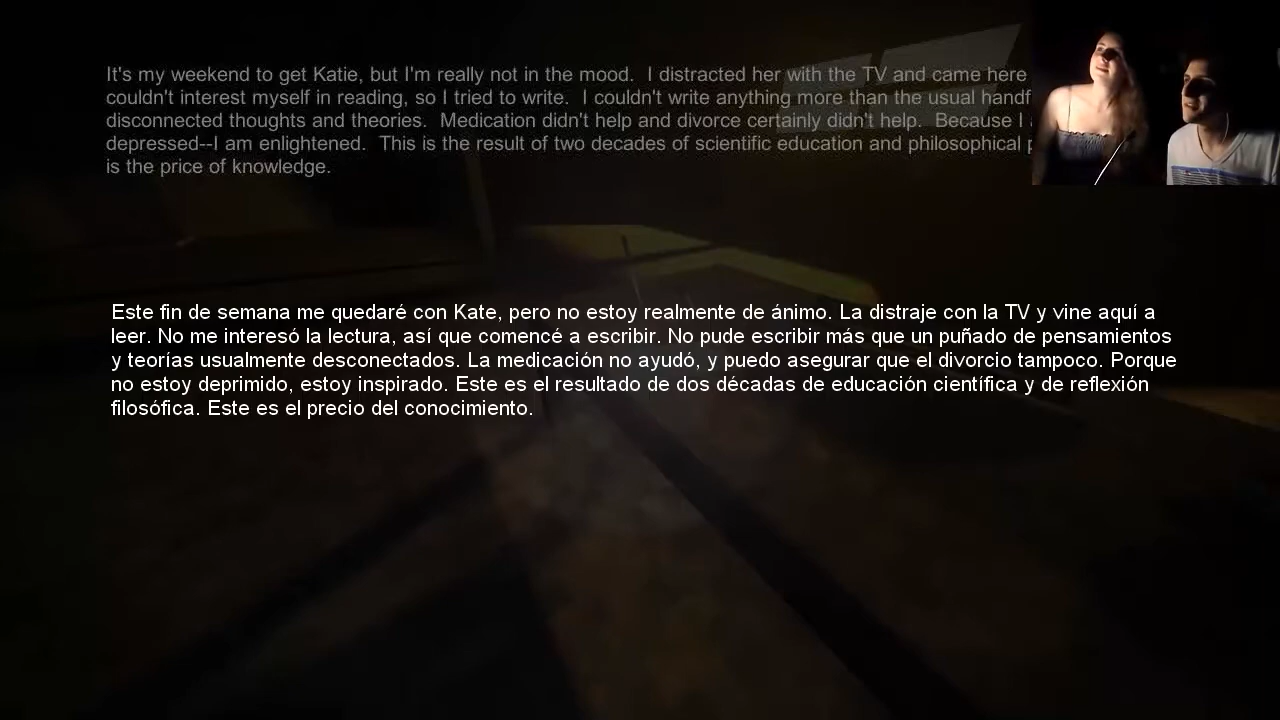 It's my weekend to get Katie, but I'm really not in the mood.  I distracted her with the TV and came here
couldn't interest myself in reading, so I tried to write.  I couldn't write anything more than the usual
disconnected thoughts and theories.  Medication didn't help and divorce certainly didn't help.  Because I
depressed--I am enlightened.  This is the result of two decades of scientific education and philosophical
is the price of knowledge.
Este fin de semana me quedaré con Kate, pero no estoy realmente de ánimo. La distraje con la TV y vine aquí a
leer. No me interesó la lectura, así que comencé a escribir. No pude escribir más que un puñado de pensamientos
y teorías usualmente desconectados. La medicación no ayudó, y puedo asegurar que el divorcio tampoco. Porque
no estoy deprimido, estoy inspirado. Este es el resultado de dos décadas de educación científica y de reflexión
filosófica. Este es el precio del conocimiento.